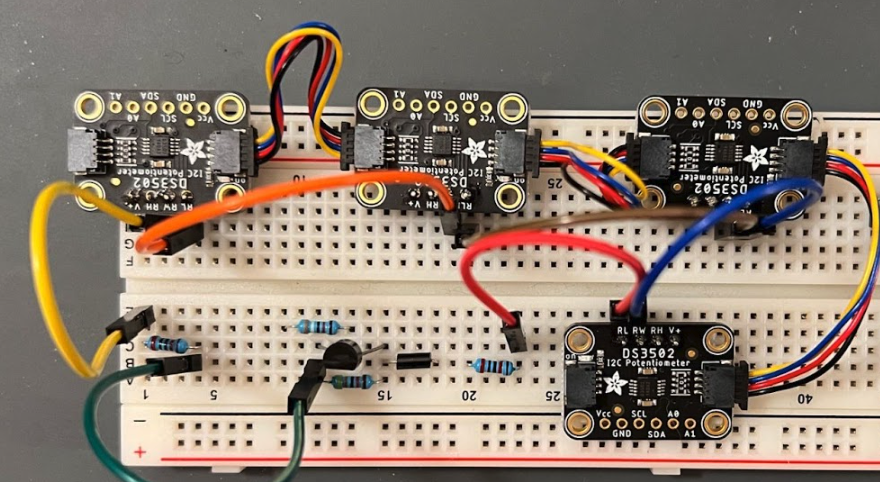 A1 SDA GND
A0 SCL Vcc
I2C
Potentiometer
DS3502
RL RW RH V+
A1 SDA GND
A0 SCL Vcc
I2C
Potentiometer
RL RH V+
A1 SDA GND
A0 SCL Vcc
I2C
Potentiometer
DS3502
10
25
G
F
C
B
A
1
5
15
20
25
40
RL RW RH V+
DS3502
on I2C Potentiometer
Vcc SCL A0
GND SDA A1